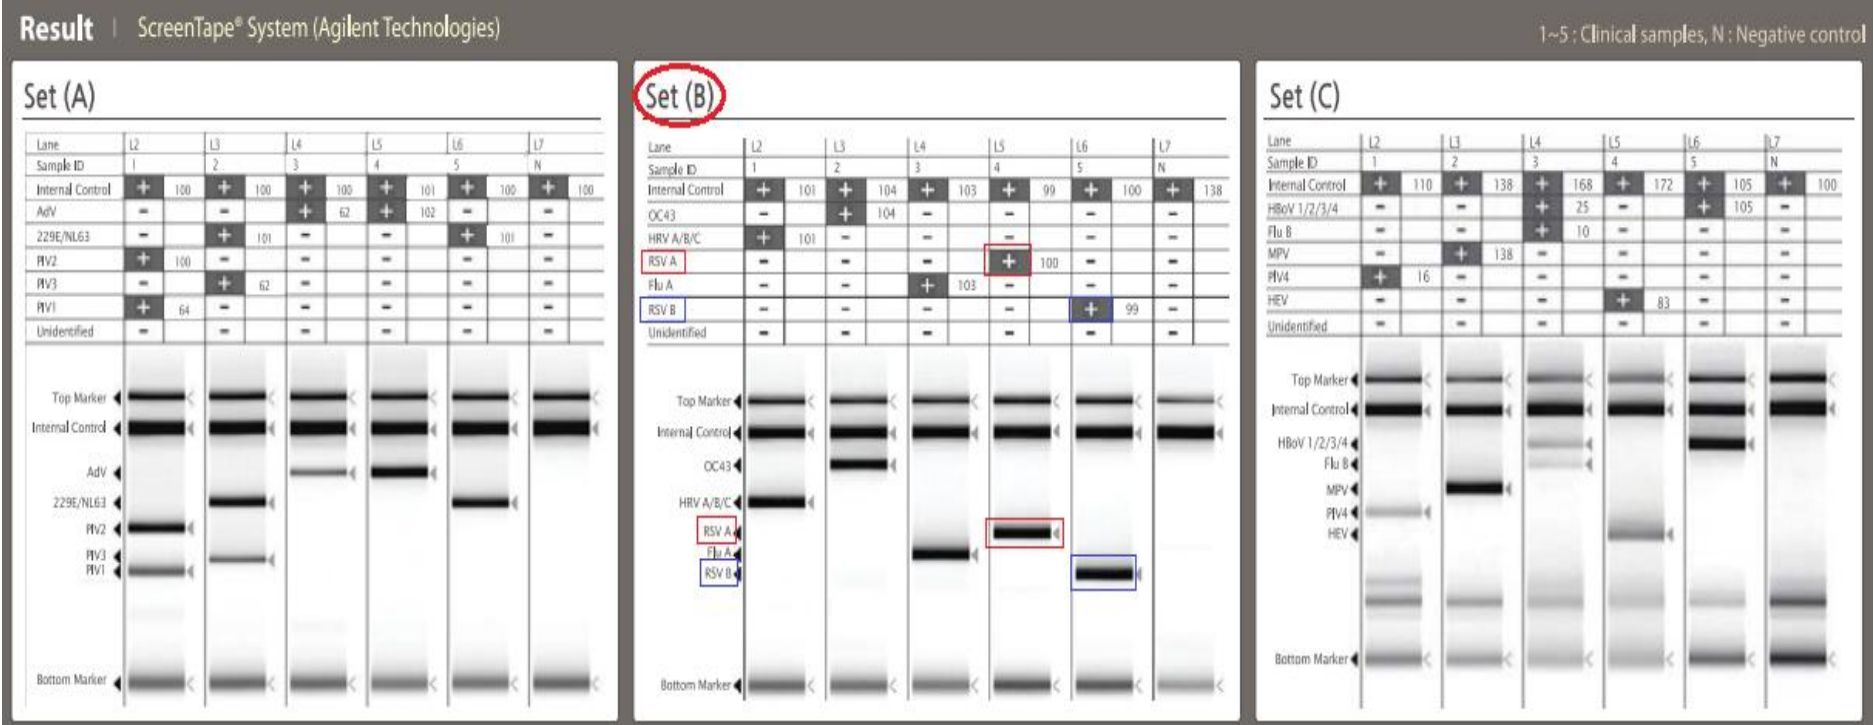 Result | ScreenTape® System (Agilent Technologies)
1~5 : Clinical samples, N : Negative control
Set (A)
Lane L2 L3 L4 L5 L6 L7
Sample ID 1 2 3 4 5 N
Internal Control + 100 + 100 + 100 + 101 + 100 + 100
AdV - - + 62 + 102 - -
229E/NL63 - + 101 - - + 101 -
PIV2 + 100 - - - - -
PIV3 - + 62 - - - -
PIV1 + 64 - - - - -
Unidentified - - - - - -
Top Marker
Internal Control
AdV
229E/NL63
PIV2
PIV3
PIV1
Bottom Marker
Set (B)
Lane L2 L3 L4 L5 L6 L7
Sample ID 1 2 3 4 5 N
Internal Control + 101 + 104 + 103 + 99 + 100 + 138
OC43 - + 104 - - - -
HRV A/B/C + 101 - - - - -
RSV A - - - + 100 - -
Flu A - - + 103 - - -
RSV B - - - - + 99 -
Unidentified - - - - - -
Top Marker
Internal Control
OC43
HRV A/B/C
RSV A
Flu A
RSV B
Bottom Marker
Set (C)
Lane L2 L3 L4 L5 L6 L7
Sample ID 1 2 3 4 5 N
Internal Control + 110 + 138 + 168 + 172 + 105 + 100
HBoV 1/2/3/4 - - + 25 - + 105 -
Flu B - - + 10 - - -
MPV - + 138 - - - -
PIV4 + 16 - - - - -
HEV - - - + 83 - -
Unidentified - - - - - -
Top Marker
Internal Control
HBoV 1/2/3/4
Flu B
MPV
PIV4
HEV
Bottom Marker